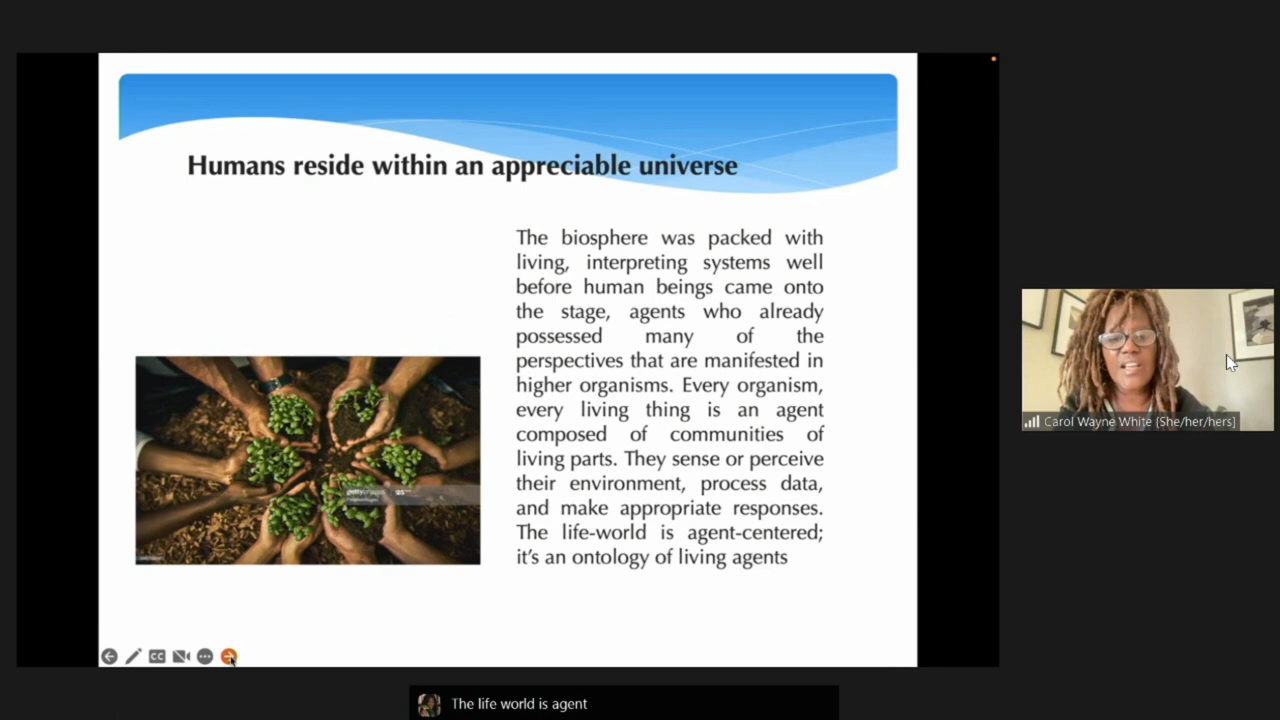 Humans reside within an appreciable universe
The biosphere was packed with
living, interpreting systems well
before human beings came onto
the stage, agents who already
possessed many of the
perspectives that are manifested in
higher organisms. Every organism,
every living thing is an agent
composed of communities of
living parts. They sense or perceive
their environment, process data,
and make appropriate responses.
The life-world is agent-centered;
it's an ontology of living agents
Carol Wayne White (She/her/hers)
CC
The life world is agent